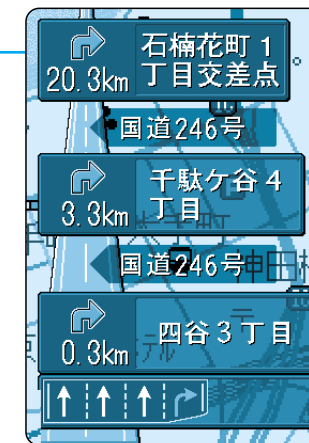 石楠花町1
20.3km 丁目交差点
国道246号
千駄ケ谷4
3.3km 丁目
国道246号
四谷3丁目
0.3km